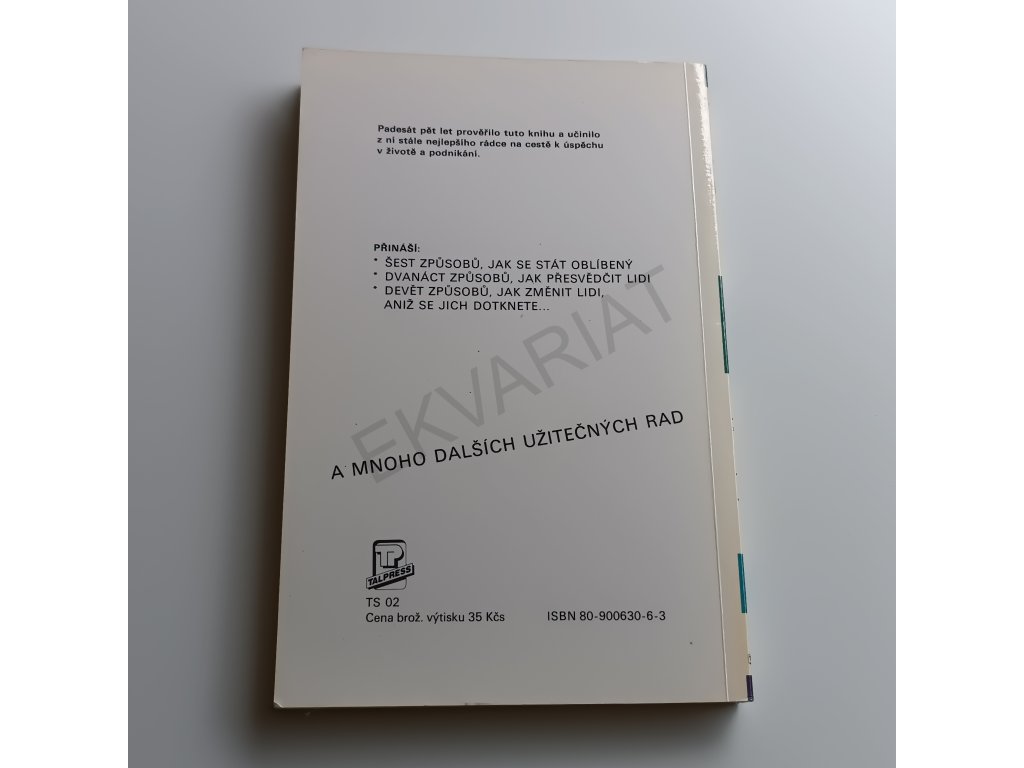 Padesát pět let prověřilo tuto knihu a učinilo
z ní stále nejlepšího rádce na cestě k úspěchu
v životě a podnikání.
PŘINÁŠÍ:
* ŠEST ZPŮSOBŮ, JAK SE STÁT OBLÍBENÝ
* DVANÁCT ZPŮSOBŮ, JAK PŘESVĚDČIT LIDI
* DEVĚT ZPŮSOBŮ, JAK ZMĚNIT LIDI,
ANIŽ SE JICH DOTKNETE...
EKVARIAT
A MNOHO DALŠÍCH UŽITEČNÝCH RAD
TP
TALPRESS
TS 02
Cena brož. výtisku 35 Kčs
ISBN 80-900630-6-3